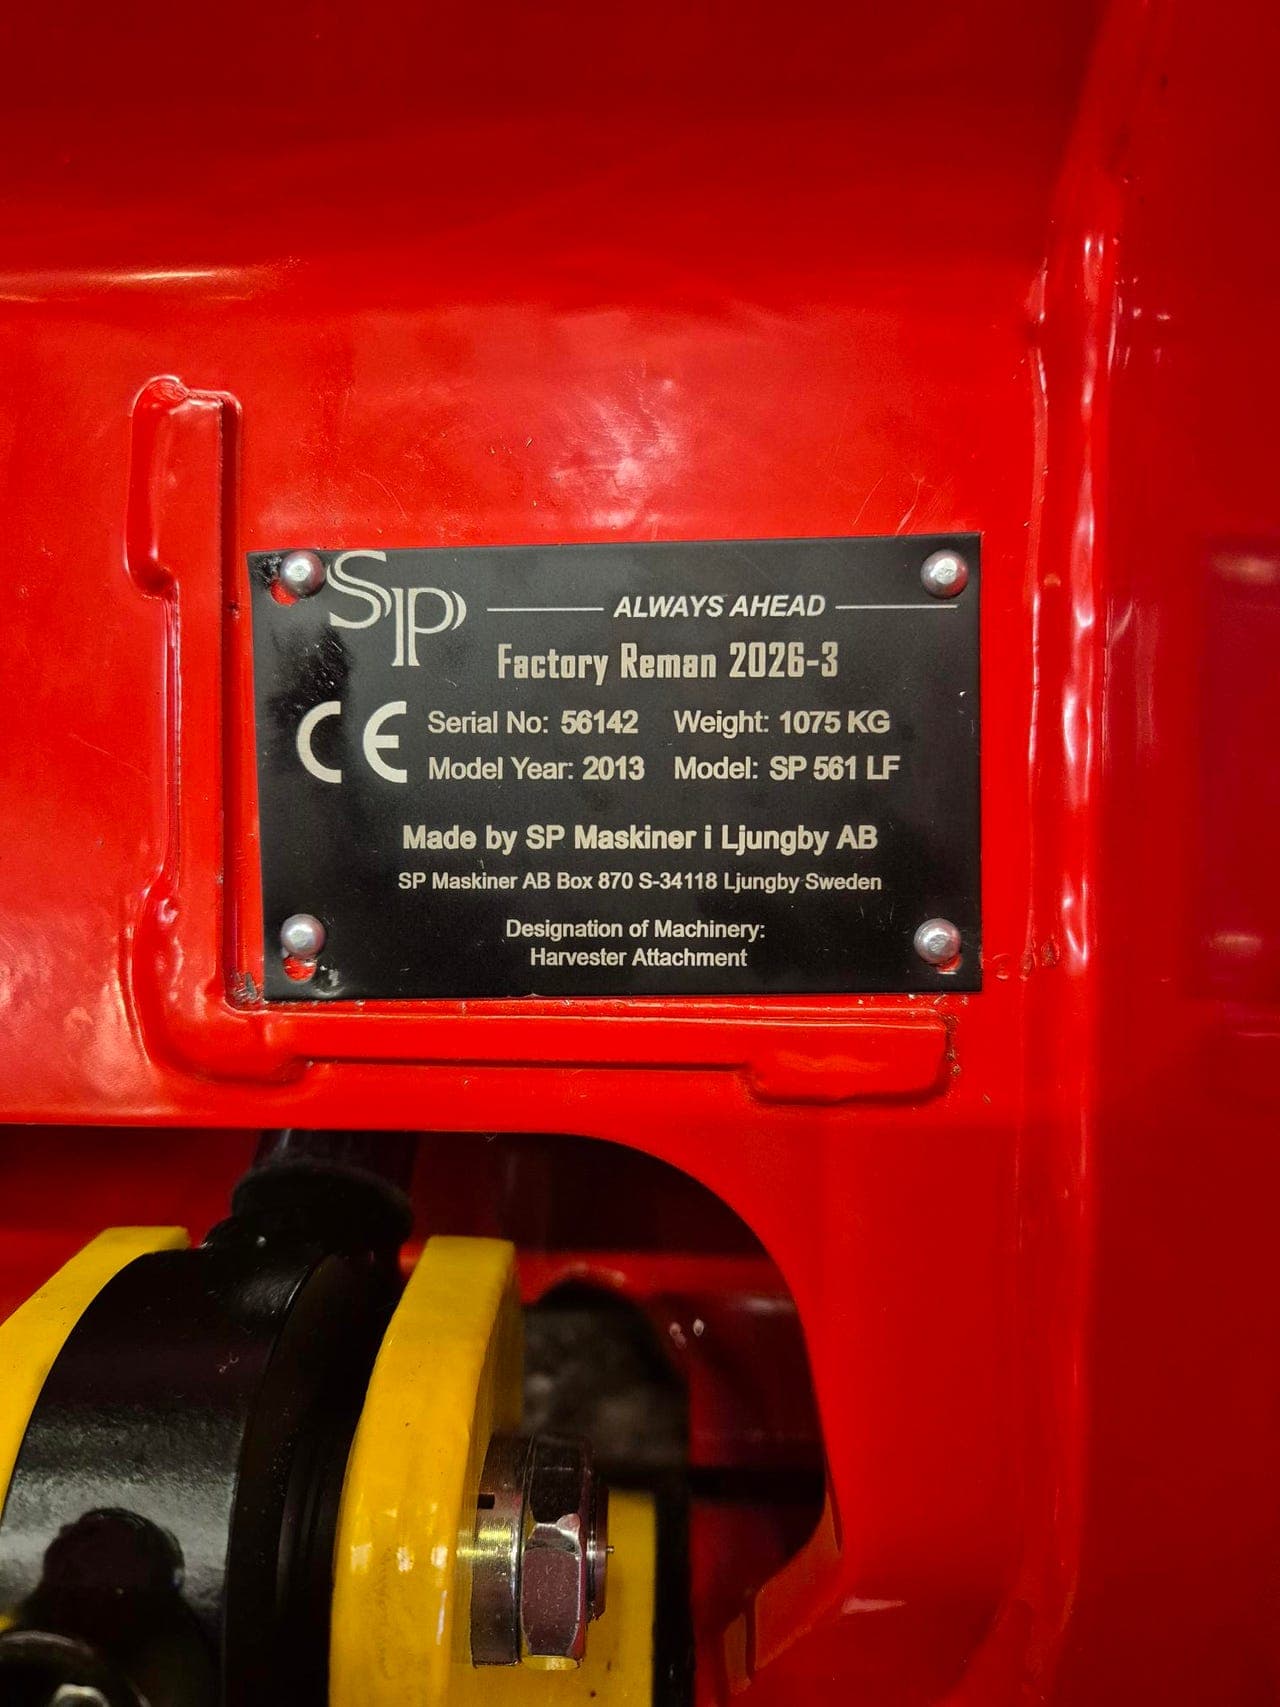 SP ALWAYS AHEAD
Factory Reman 2026-3
CE Serial No: 56142 Weight: 1075 KG
Model Year: 2013 Model: SP 561 LF
Made by SP Maskiner i Ljungby AB
SP Maskiner AB Box 870 S-34118 Ljungby Sweden
Designation of Machinery:
Harvester Attachment